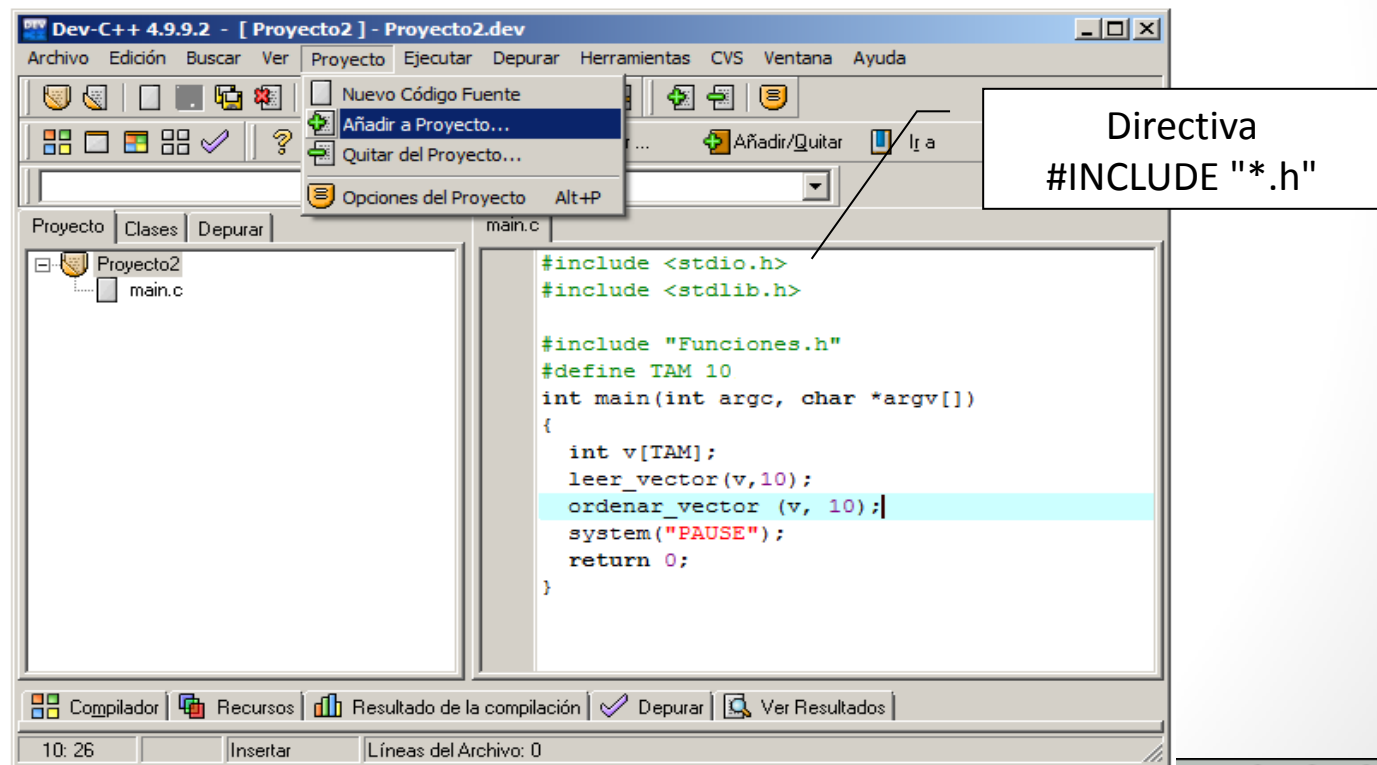 Dev-C++ 4.9.9.2 - [ Proyecto2 ] - Proyecto2.dev
Archivo Edición Buscar Ver Proyecto Ejecutar Depurar Herramientas CVS Ventana Ayuda
Nuevo Código Fuente
Añadir a Proyecto...
Quitar del Proyecto...
Opciones del Proyecto Alt+P
r ... Añadir/Quitar Ir a
Directiva
#INCLUDE "*.h"
Proyecto Clases Depurar
Proyecto2
main.c
main.c
#include <stdio.h>
#include <stdlib.h>
#include "Funciones.h"
#define TAM 10
int main(int argc, char *argv[])
{
int v[TAM];
leer_vector(v,10);
ordenar_vector (v, 10);
system("PAUSE");
return 0;
}
Compilador Recursos Resultado de la compilación Depurar Ver Resultados
10: 26 Insertar Líneas del Archivo: 0